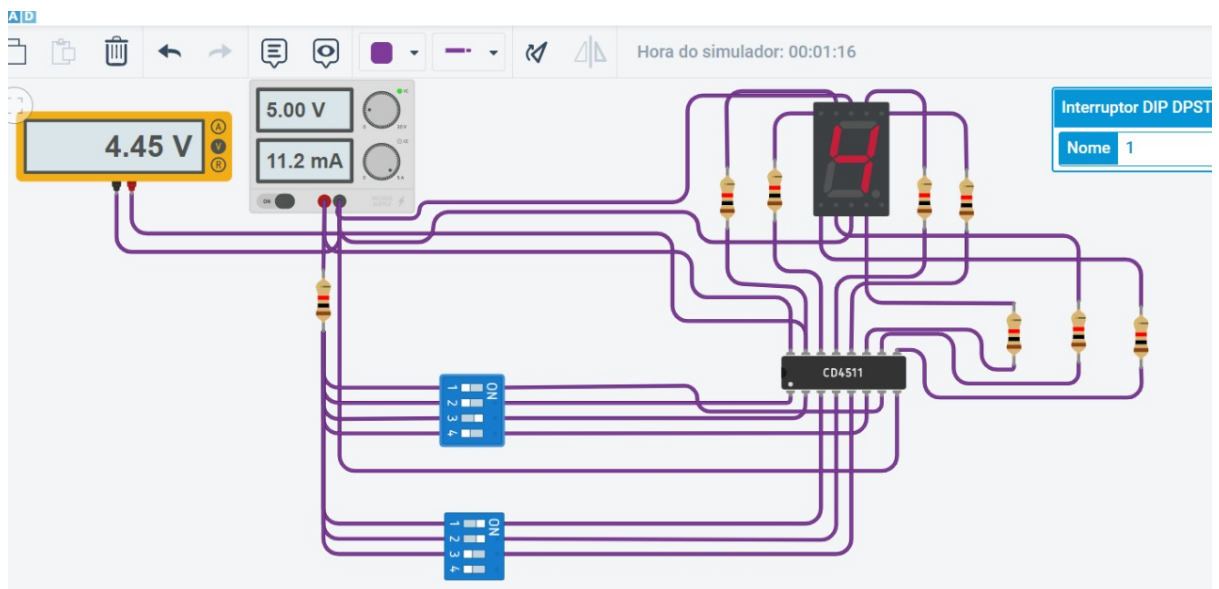 A D
Hora do simulador: 00:01:16
5.00 V
11.2 mA
4.45 V
A
V
R
ON
Interruptor DIP DPST
Nome 1
4
CD4511
1 2 3 4 ON
1 2 3 4 ON